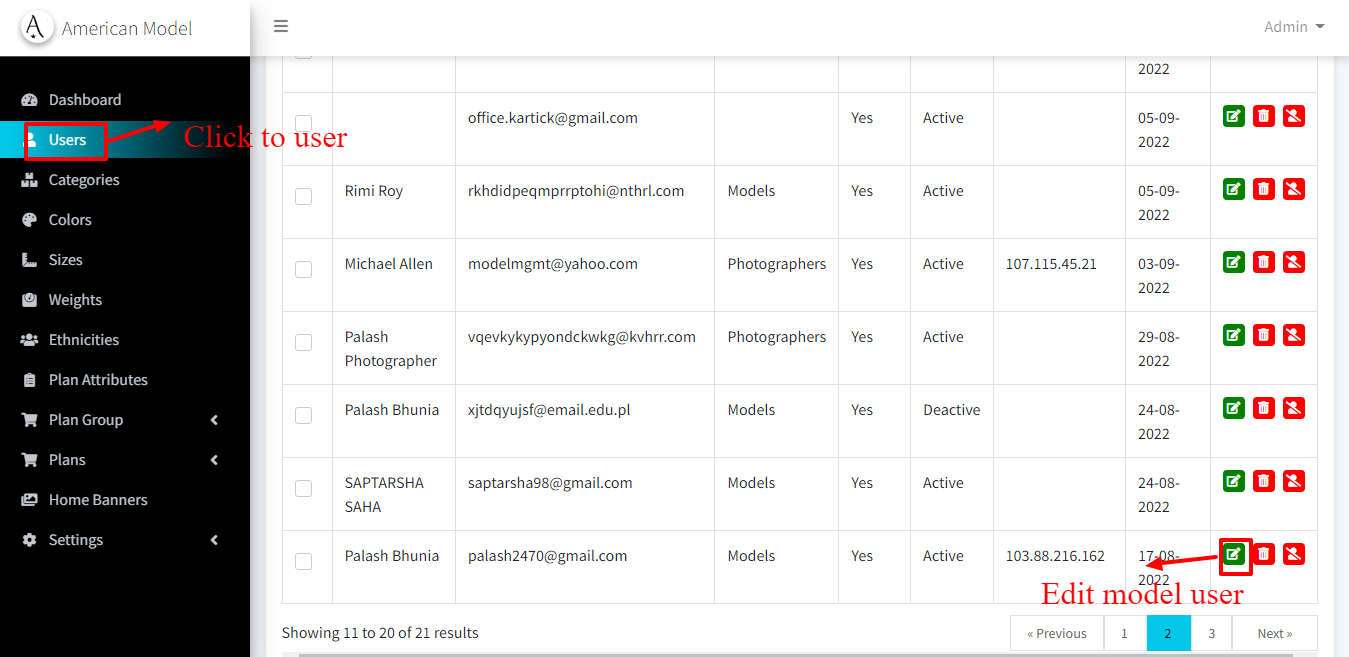 American Model
Admin
Dashboard
Users
Click to user
Categories
Colors
Sizes
Weights
Ethnicities
Plan Attributes
Plan Group
Plans
Home Banners
Settings
2022
office.kartick@gmail.com Yes Active 05-09-
2022
Rimi Roy rkhdidpeqmprrptohi@nthrl.com Models Yes Active 05-09-
2022
Michael Allen modelmgmt@yahoo.com Photographers Yes Active 107.115.45.21 03-09-
2022
Palash vqevkykypyondckwkg@kvhrr.com Photographers Yes Active 29-08-
Photographer 2022
Palash Bhunia xjtdqyujsf@email.edu.pl Models Yes Deactive 24-08-
2022
SAPTARSHA saptarsha98@gmail.com Models Yes Active 24-08-
SAHA 2022
Palash Bhunia palash2470@gmail.com Models Yes Active 103.88.216.162 17-08-
2022
Edit model user
Showing 11 to 20 of 21 results
« Previous 1 2 3 Next »